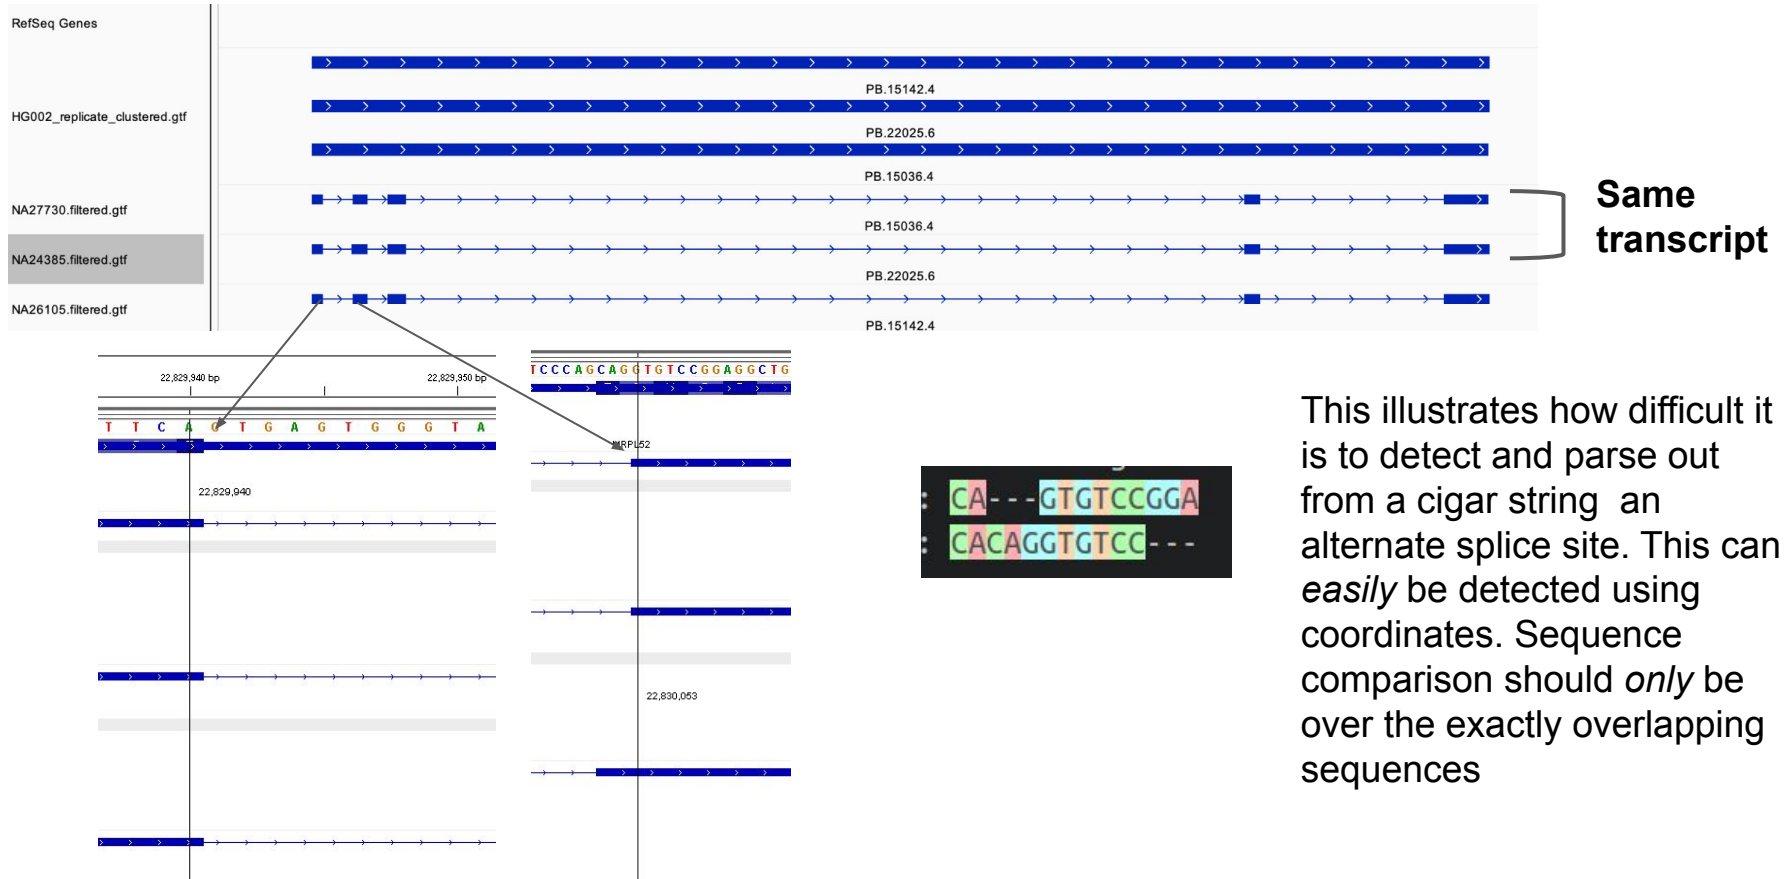 RefSeq Genes
HG002_replicate_clustered.gtf
PB.15142.4
PB.22025.6
PB.15036.4
NA27730.filtered.gtf
PB.15036.4
NA24385.filtered.gtf
PB.22025.6
NA26105.filtered.gtf
PB.15142.4
Same
transcript
22,829,940 bp
22,829,950 bp
T T C A G T G A G T G G G T A
22,829,940
TCCCAGCAGGTGTCCGGAGGCTG
MRPL52
22,830,053
: CA---GTGTCCGGA
: CACAGGTGTCC---
This illustrates how difficult it
is to detect and parse out
from a cigar string an
alternate splice site. This can
easily be detected using
coordinates. Sequence
comparison should only be
over the exactly overlapping
sequences